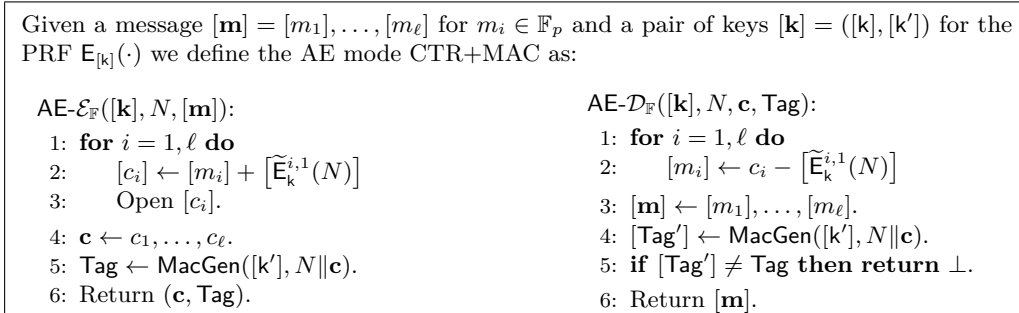 Given a message [𝐦] = [m₁], . . . , [m_ℓ] for mᵢ ∈ 𝔽ₚ and a pair of keys [𝐤] = ([k], [k′]) for the
PRF E_[k](·) we define the AE mode CTR+MAC as:
AE-ℰ_𝔽([𝐤], N, [𝐦]):
1: for i = 1, ℓ do
2: [cᵢ] ← [mᵢ] + [Ẽ_k^{i,1}(N)]
3: Open [cᵢ].
4: 𝐜 ← c₁, . . . , c_ℓ.
5: Tag ← MacGen([k′], N‖𝐜).
6: Return (𝐜, Tag).
AE-𝒟_𝔽([𝐤], N, 𝐜, Tag):
1: for i = 1, ℓ do
2: [mᵢ] ← cᵢ − [Ẽ_k^{i,1}(N)]
3: [𝐦] ← [m₁], . . . , [m_ℓ].
4: [Tag′] ← MacGen([k′], N‖𝐜).
5: if [Tag′] ≠ Tag then return ⊥.
6: Return [𝐦].